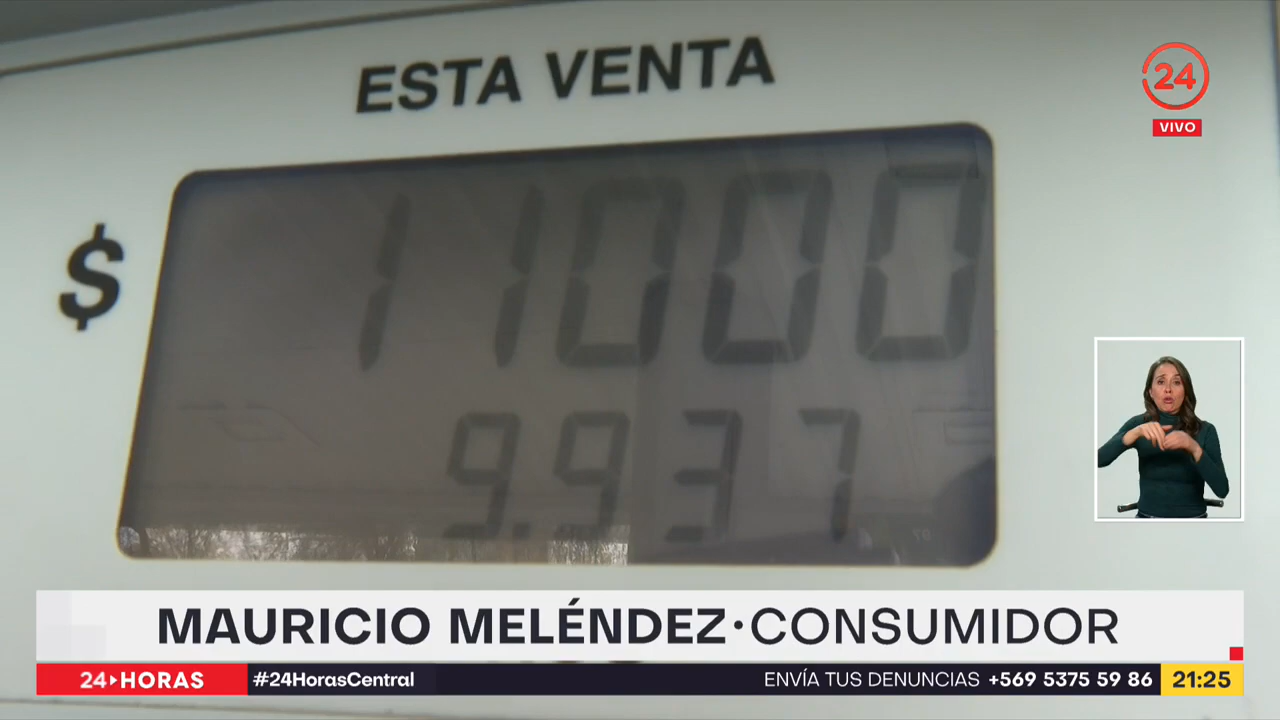 ESTA VENTA
24
VIVO
$
11000
9.937
MAURICIO MELÉNDEZ•CONSUMIDOR
24▸HORAS
#24HorasCentral
ENVÍA TUS DENUNCIAS +569 5375 59 86
21:25